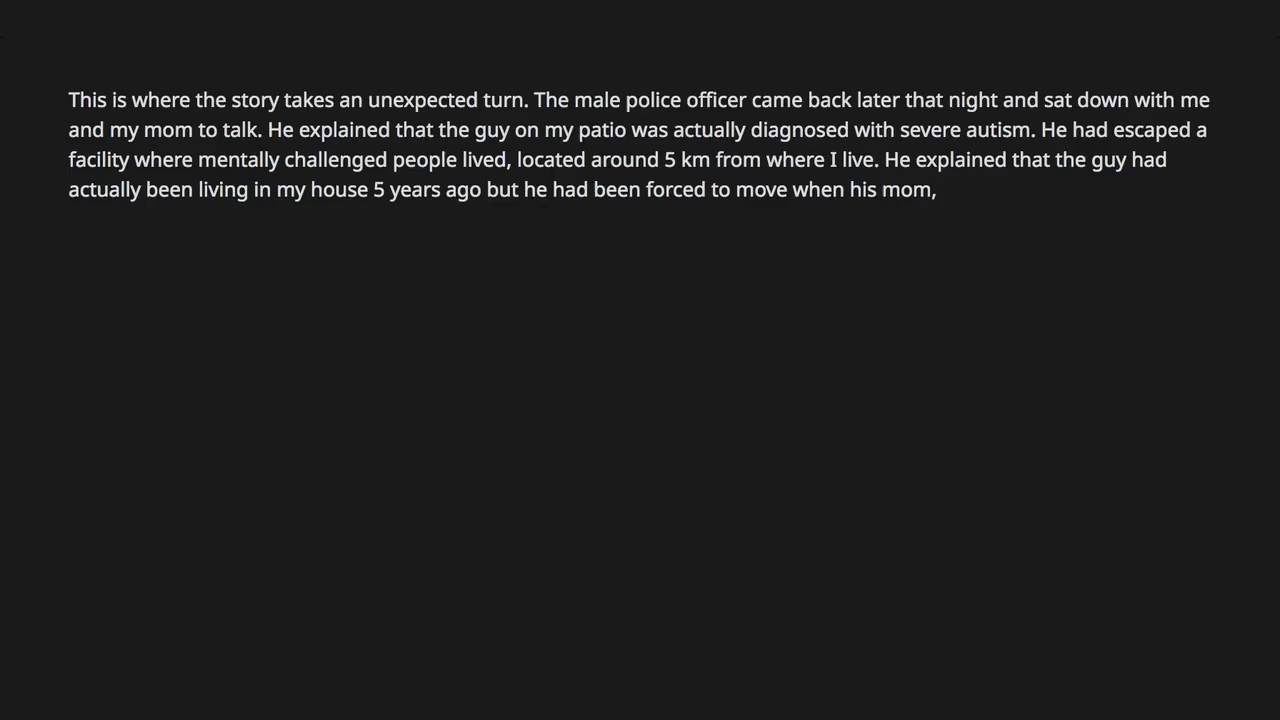 This is where the story takes an unexpected turn. The male police officer came back later that night and sat down with me
and my mom to talk. He explained that the guy on my patio was actually diagnosed with severe autism. He had escaped a
facility where mentally challenged people lived, located around 5 km from where I live. He explained that the guy had
actually been living in my house 5 years ago but he had been forced to move when his mom,